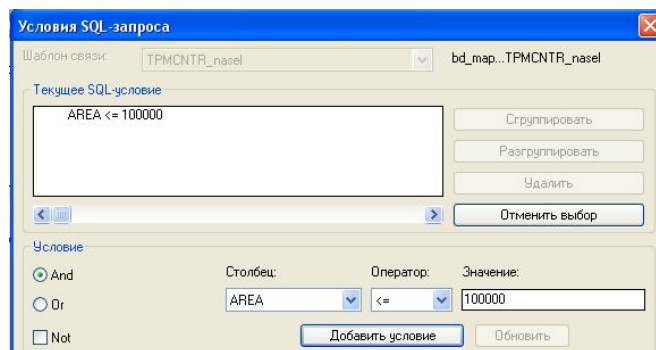 Условия SQL-запроса
Шаблон связи: TPMCNTR_nasel bd_map...TPMCNTR_nasel
Текущее SQL-условие
AREA <= 100000
Сгруппировать
Разгруппировать
Удалить
Отменить выбор
Условие
And Столбец: Оператор: Значение:
Or AREA <= 100000
Not Добавить условие Обновить